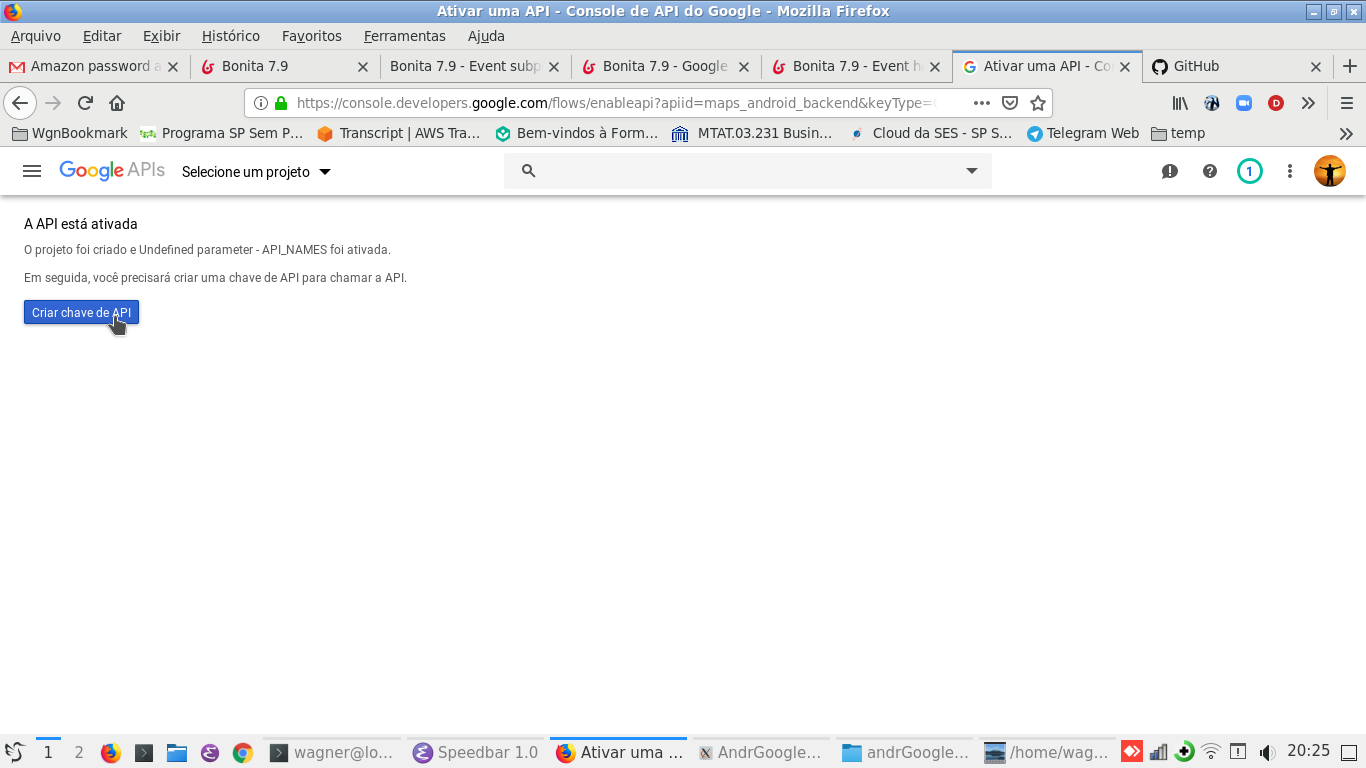 Ativar uma API - Console de API do Google - Mozilla Firefox
Arquivo Editar Exibir Histórico Favoritos Ferramentas Ajuda
Amazon password a Bonita 7.9 Bonita 7.9 - Event subp Bonita 7.9 - Google Bonita 7.9 - Event h Ativar uma API - Co GitHub
https://console.developers.google.com/flows/enableapi?apiid=maps_android_backend&keyType=
WgnBookmark Programa SP Sem P... Transcript | AWS Tra... Bem-vindos à Form... MTAT.03.231 Busin... Cloud da SES - SP S... Telegram Web temp
Google APIs Selecione um projeto 1
A API está ativada
O projeto foi criado e Undefined parameter - API_NAMES foi ativada.
Em seguida, você precisará criar uma chave de API para chamar a API.
Criar chave de API
1 2 wagner@lo... Speedbar 1.0 Ativar uma ... AndrGoogle... andrGoogle... /home/wag... 20:25